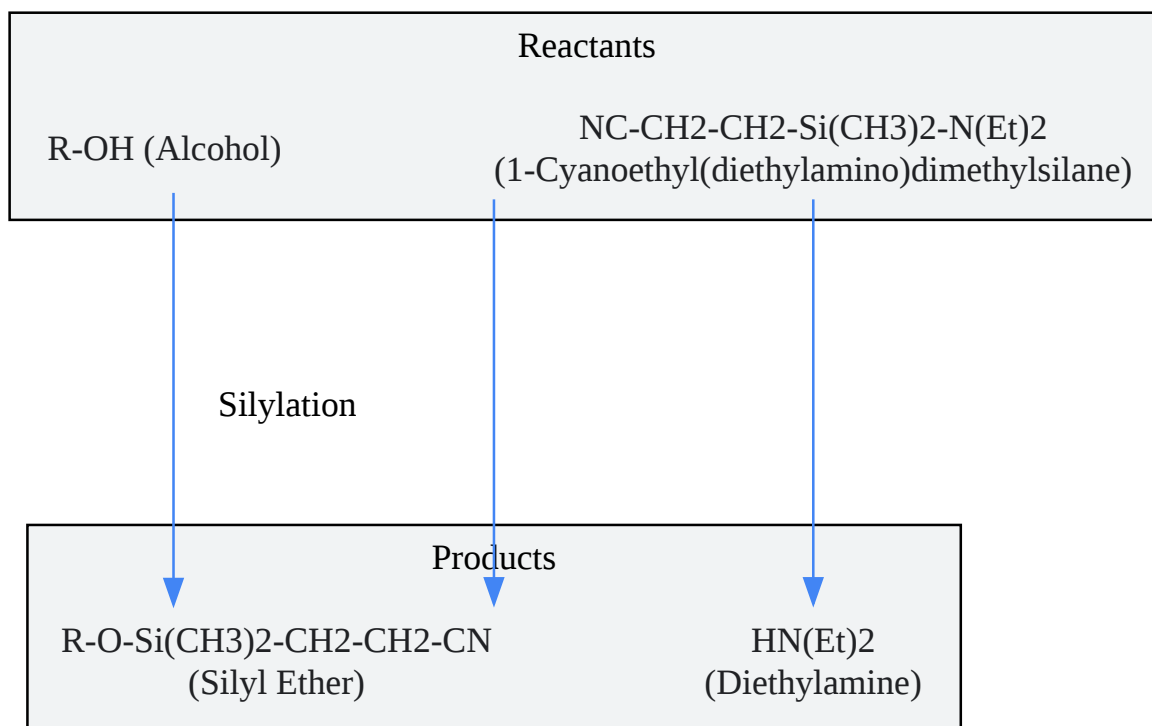 Reactants
R-OH (Alcohol)
NC-CH2-CH2-Si(CH3)2-N(Et)2
(1-Cyanoethyl(diethylamino)dimethylsilane)
Silylation
Products
R-O-Si(CH3)2-CH2-CH2-CN
(Silyl Ether)
HN(Et)2
(Diethylamine)